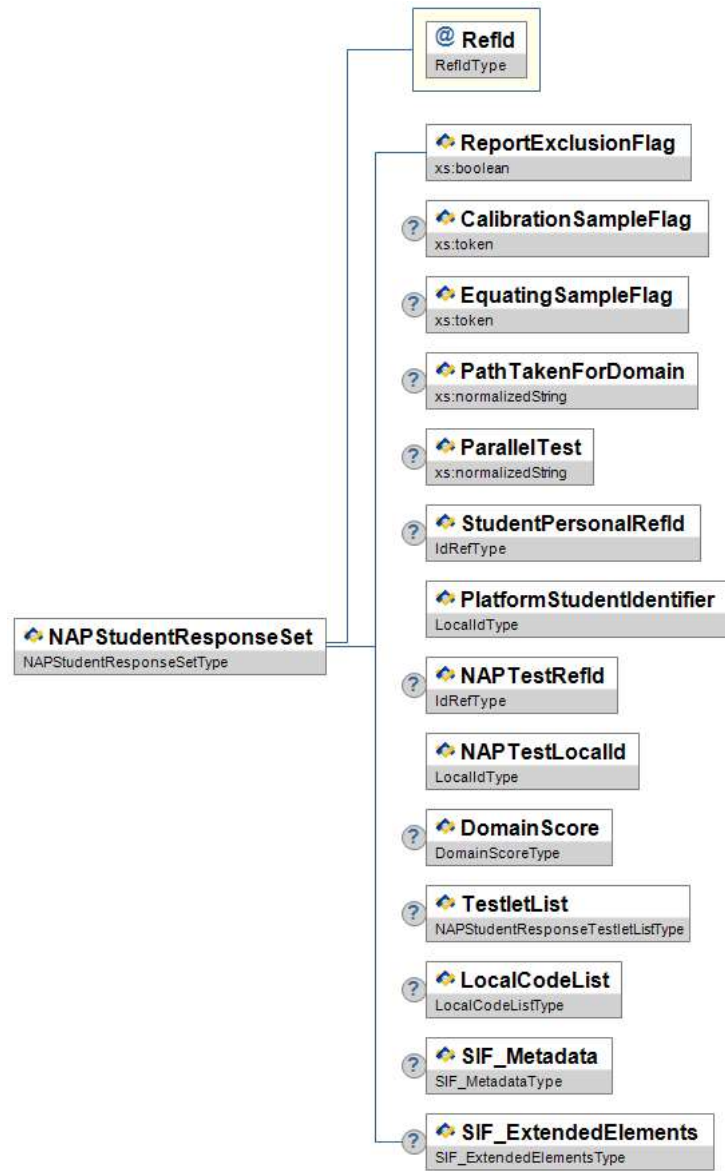 @ RefId
RefIdType
ReportExclusionFlag
xs:boolean
? CalibrationSampleFlag
xs:token
? EquatingSampleFlag
xs:token
? PathTakenForDomain
xs:normalizedString
? ParallelTest
xs:normalizedString
? StudentPersonalRefId
IdRefType
PlatformStudentIdentifier
LocalIdType
NAPStudentResponseSet
NAPStudentResponseSetType
? NAPTestRefId
IdRefType
NAPTestLocalId
LocalIdType
? DomainScore
DomainScoreType
? TestletList
NAPStudentResponseTestletListType
? LocalCodeList
LocalCodeListType
? SIF_Metadata
SIF_MetadataType
? SIF_ExtendedElements
SIF_ExtendedElementsType